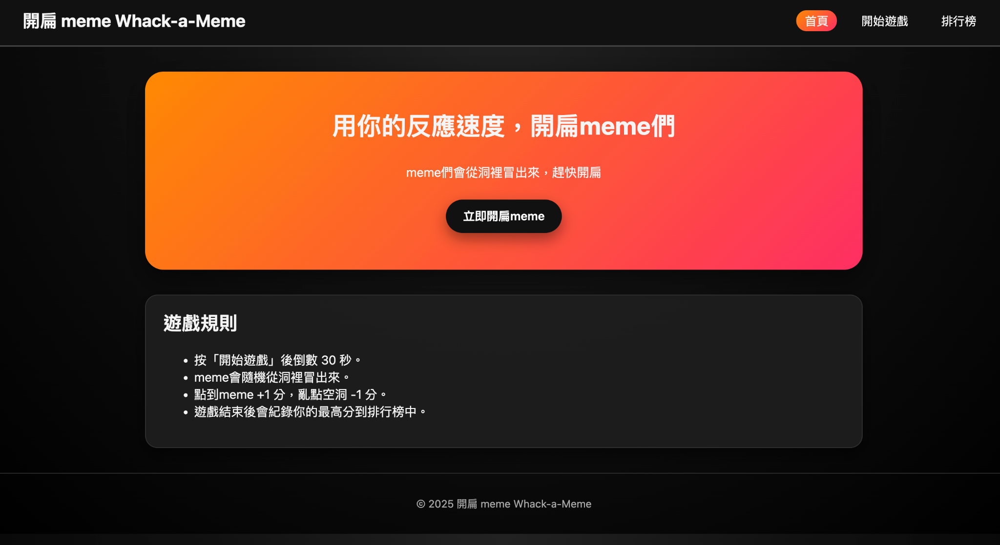 開扁 meme Whack-a-Meme
首頁
開始遊戲
排行榜
用你的反應速度，開扁meme們
meme們會從洞裡冒出來，趕快開扁
立即開扁meme
遊戲規則
• 按「開始遊戲」後倒數 30 秒。
• meme會隨機從洞裡冒出來。
• 點到meme +1 分，亂點空洞 -1 分。
• 遊戲結束後會紀錄你的最高分到排行榜中。
© 2025 開扁 meme Whack-a-Meme